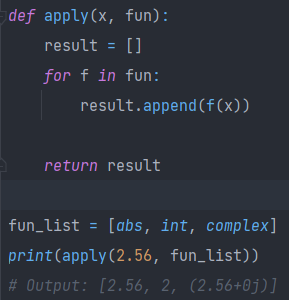 def apply(x, fun):
    result = []
    for f in fun:
        result.append(f(x))

    return result

fun_list = [abs, int, complex]
print(apply(2.56, fun_list))
# Output: [2.56, 2, (2.56+0j)]